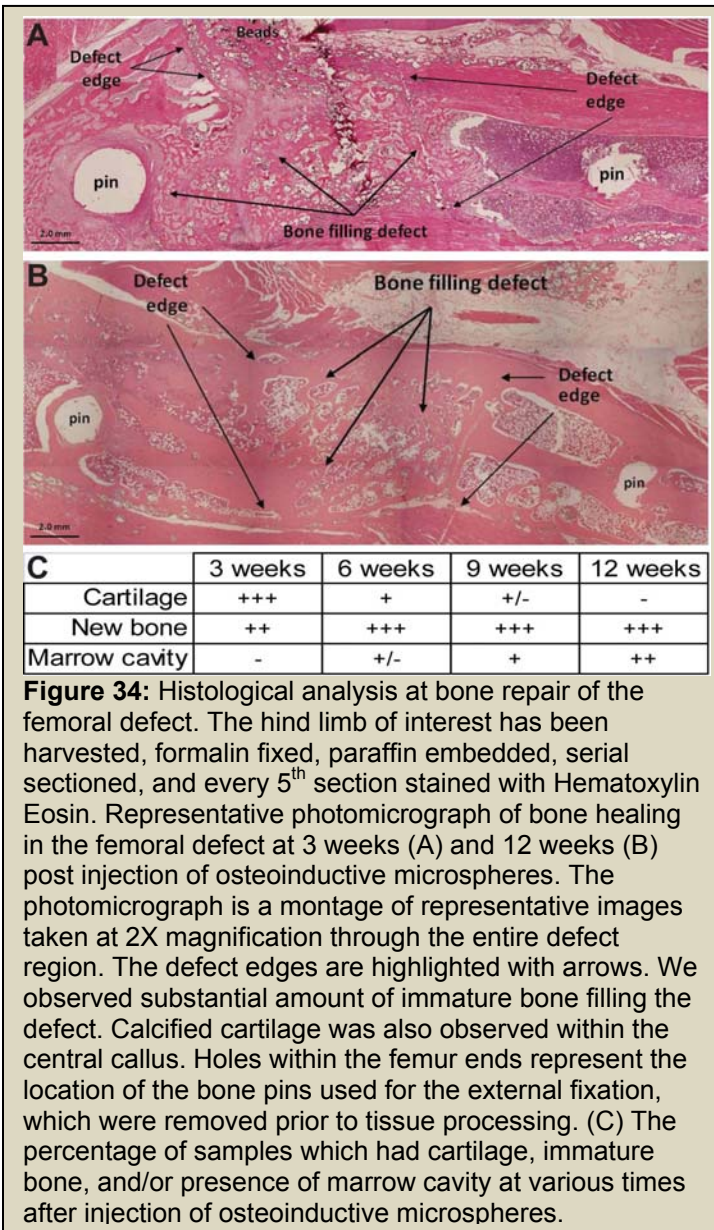 A
Beads
Defect
edge
Defect
edge
pin
pin
Bone filling defect
2.0 mm
B
Defect
edge
Bone filling defect
Defect
edge
pin
pin
2.0 mm
C 3 weeks 6 weeks 9 weeks 12 weeks
Cartilage +++ + +/- -
New bone ++ +++ +++ +++
Marrow cavity - +/- + ++
Figure 34: Histological analysis at bone repair of the
femoral defect. The hind limb of interest has been
harvested, formalin fixed, paraffin embedded, serial
sectioned, and every 5th section stained with Hematoxylin
Eosin. Representative photomicrograph of bone healing
in the femoral defect at 3 weeks (A) and 12 weeks (B)
post injection of osteoinductive microspheres. The
photomicrograph is a montage of representative images
taken at 2X magnification through the entire defect
region. The defect edges are highlighted with arrows. We
observed substantial amount of immature bone filling the
defect. Calcified cartilage was also observed within the
central callus. Holes within the femur ends represent the
location of the bone pins used for the external fixation,
which were removed prior to tissue processing. (C) The
percentage of samples which had cartilage, immature
bone, and/or presence of marrow cavity at various times
after injection of osteoinductive microspheres.